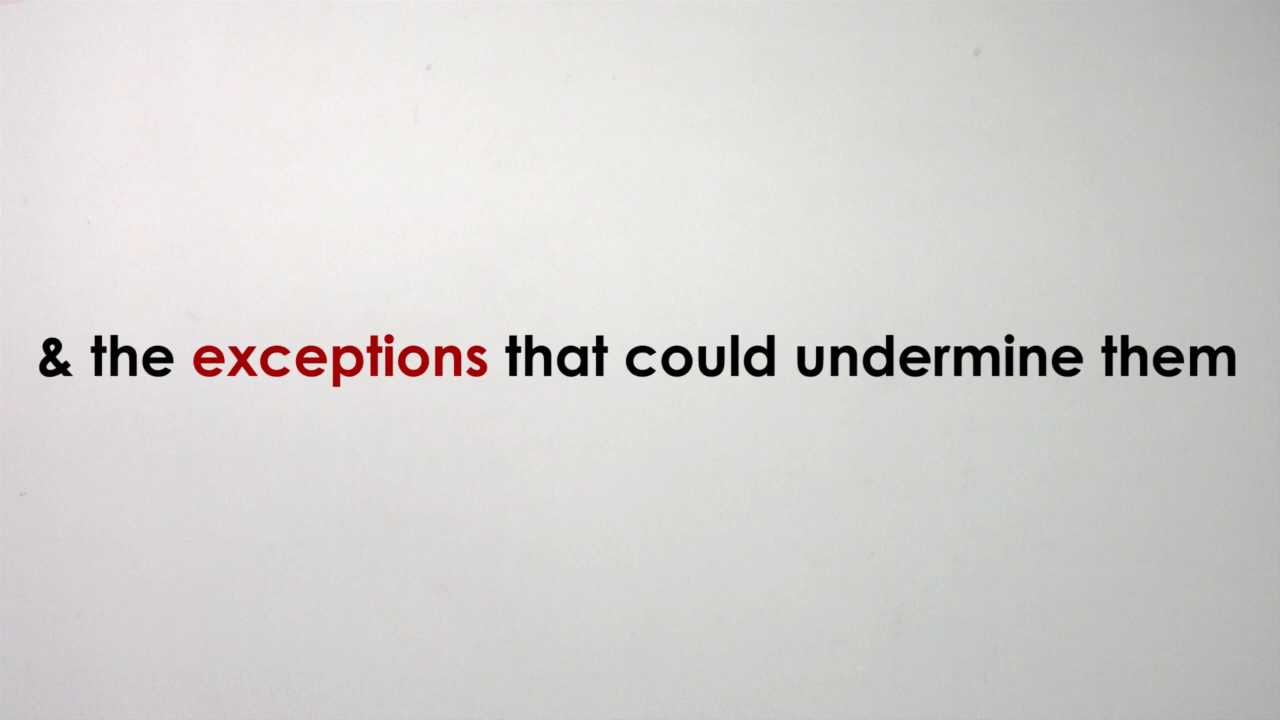 & the exceptions that could undermine them